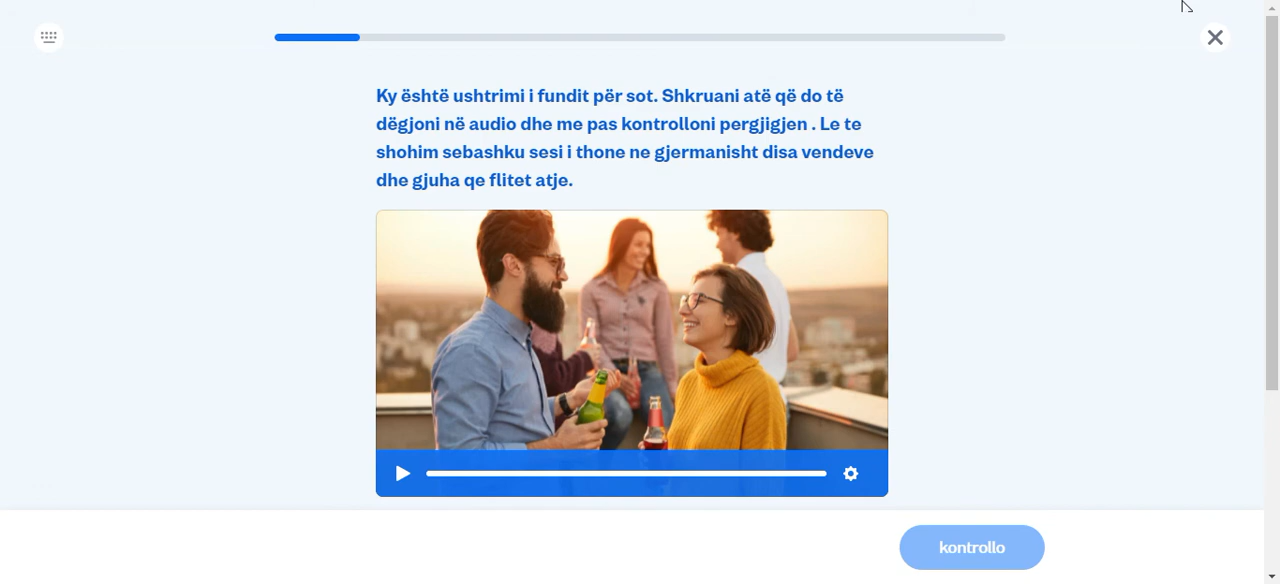 Ky është ushtrimi i fundit për sot. Shkruani atë që do të
dëgjoni në audio dhe me pas kontrolloni pergjigjen . Le te
shohim sebashku sesi i thone ne gjermanisht disa vendeve
dhe gjuha qe flitet atje.
kontrollo